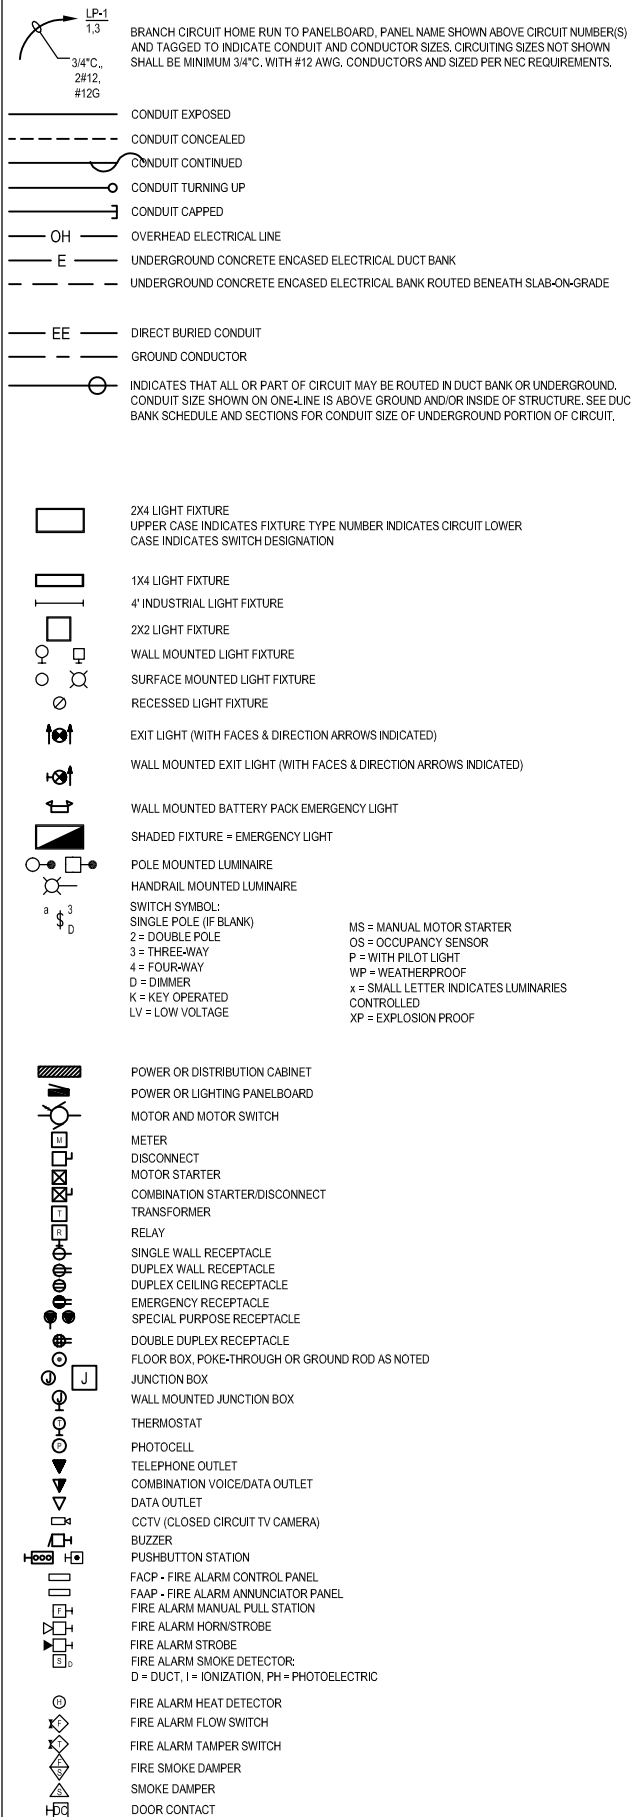 LP-1
1,3
3/4"C.,
2#12,
#12G
BRANCH CIRCUIT HOME RUN TO PANELBOARD, PANEL NAME SHOWN ABOVE CIRCUIT NUMBER(S)
AND TAGGED TO INDICATE CONDUIT AND CONDUCTOR SIZES. CIRCUITING SIZES NOT SHOWN
SHALL BE MINIMUM 3/4"C. WITH #12 AWG. CONDUCTORS AND SIZED PER NEC REQUIREMENTS.
CONDUIT EXPOSED
CONDUIT CONCEALED
CONDUIT CONTINUED
CONDUIT TURNING UP
CONDUIT CAPPED
OH OVERHEAD ELECTRICAL LINE
E UNDERGROUND CONCRETE ENCASED ELECTRICAL DUCT BANK
UNDERGROUND CONCRETE ENCASED ELECTRICAL BANK ROUTED BENEATH SLAB-ON-GRADE
EE DIRECT BURIED CONDUIT
GROUND CONDUCTOR
INDICATES THAT ALL OR PART OF CIRCUIT MAY BE ROUTED IN DUCT BANK OR UNDERGROUND.
CONDUIT SIZE SHOWN ON ONE-LINE IS ABOVE GROUND AND/OR INSIDE OF STRUCTURE. SEE DUC
BANK SCHEDULE AND SECTIONS FOR CONDUIT SIZE OF UNDERGROUND PORTION OF CIRCUIT.
2X4 LIGHT FIXTURE
UPPER CASE INDICATES FIXTURE TYPE NUMBER INDICATES CIRCUIT LOWER
CASE INDICATES SWITCH DESIGNATION
1X4 LIGHT FIXTURE
4' INDUSTRIAL LIGHT FIXTURE
2X2 LIGHT FIXTURE
WALL MOUNTED LIGHT FIXTURE
SURFACE MOUNTED LIGHT FIXTURE
RECESSED LIGHT FIXTURE
EXIT LIGHT (WITH FACES & DIRECTION ARROWS INDICATED)
WALL MOUNTED EXIT LIGHT (WITH FACES & DIRECTION ARROWS INDICATED)
WALL MOUNTED BATTERY PACK EMERGENCY LIGHT
SHADED FIXTURE = EMERGENCY LIGHT
POLE MOUNTED LUMINAIRE
HANDRAIL MOUNTED LUMINAIRE
a $ 3 D
SWITCH SYMBOL:
SINGLE POLE (IF BLANK)
2 = DOUBLE POLE
3 = THREE-WAY
4 = FOUR-WAY
D = DIMMER
K = KEY OPERATED
LV = LOW VOLTAGE
MS = MANUAL MOTOR STARTER
OS = OCCUPANCY SENSOR
P = WITH PILOT LIGHT
WP = WEATHERPROOF
x = SMALL LETTER INDICATES LUMINARIES
CONTROLLED
XP = EXPLOSION PROOF
POWER OR DISTRIBUTION CABINET
POWER OR LIGHTING PANELBOARD
MOTOR AND MOTOR SWITCH
M METER
DISCONNECT
MOTOR STARTER
COMBINATION STARTER/DISCONNECT
T TRANSFORMER
R RELAY
SINGLE WALL RECEPTACLE
DUPLEX WALL RECEPTACLE
DUPLEX CEILING RECEPTACLE
EMERGENCY RECEPTACLE
SPECIAL PURPOSE RECEPTACLE
DOUBLE DUPLEX RECEPTACLE
FLOOR BOX, POKE-THROUGH OR GROUND ROD AS NOTED
J J JUNCTION BOX
J WALL MOUNTED JUNCTION BOX
T THERMOSTAT
P PHOTOCELL
TELEPHONE OUTLET
COMBINATION VOICE/DATA OUTLET
DATA OUTLET
CCTV (CLOSED CIRCUIT TV CAMERA)
BUZZER
PUSHBUTTON STATION
FACP - FIRE ALARM CONTROL PANEL
FAAP - FIRE ALARM ANNUNCIATOR PANEL
F FIRE ALARM MANUAL PULL STATION
FIRE ALARM HORN/STROBE
FIRE ALARM STROBE
S D FIRE ALARM SMOKE DETECTOR:
D = DUCT, I = IONIZATION, PH = PHOTOELECTRIC
H FIRE ALARM HEAT DETECTOR
F FIRE ALARM FLOW SWITCH
T FIRE ALARM TAMPER SWITCH
F S FIRE SMOKE DAMPER
S SMOKE DAMPER
DC DOOR CONTACT